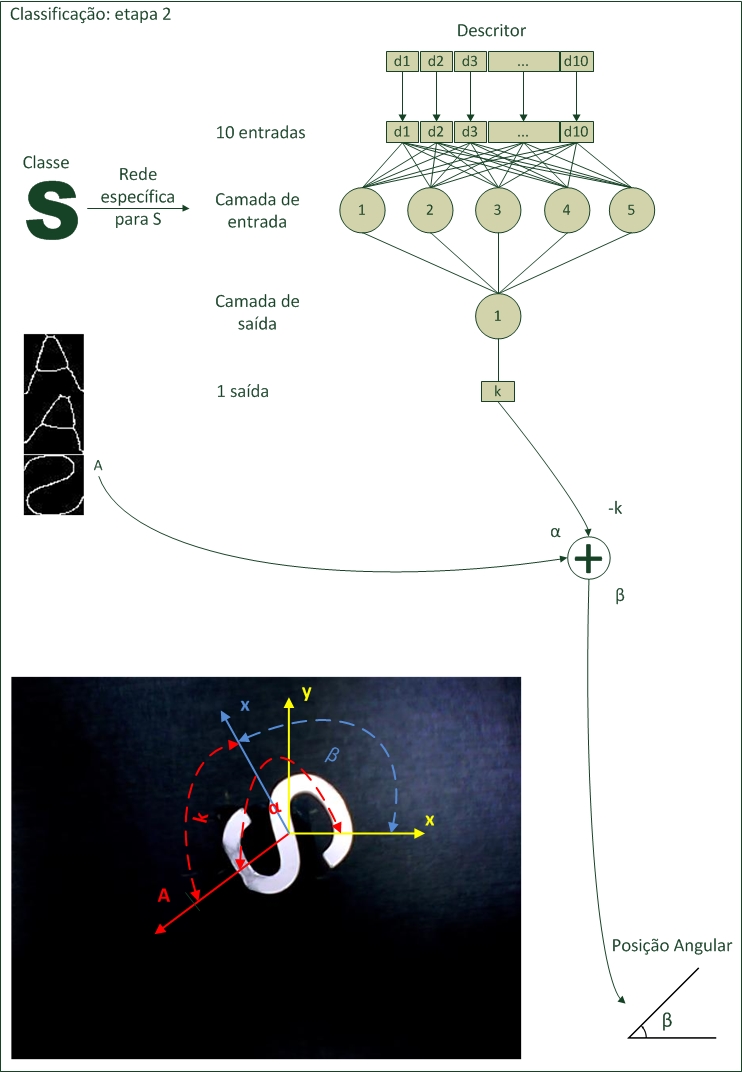 Classificação: etapa 2
Descritor
d1 d2 d3 ... d10
10 entradas
d1 d2 d3 ... d10
Classe
S
Rede
específica
para S
Camada de
entrada
1 2 3 4 5
Camada de
saída
1
1 saída
k
A
-k
α
+
β
y
x
β
α
k
x
A
Posição Angular
β